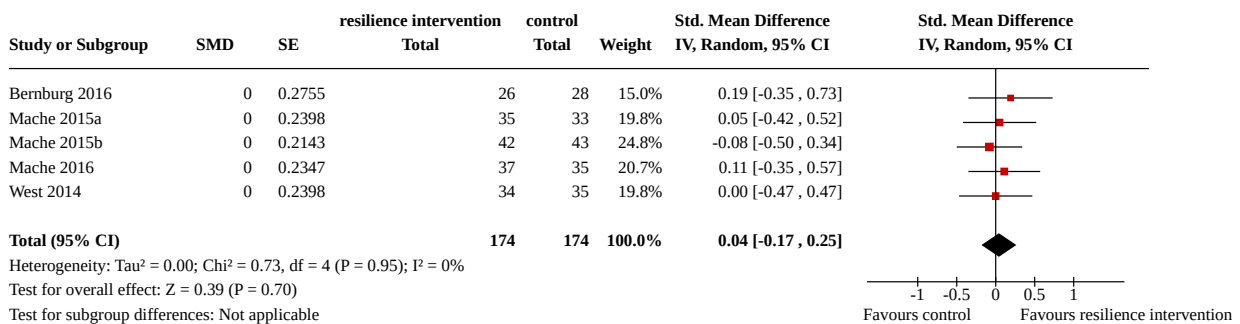 resilience intervention control Std. Mean Difference Std. Mean Difference
Study or Subgroup SMD SE Total Total Weight IV, Random, 95% CI IV, Random, 95% CI
Bernburg 2016 0 0.2755 26 28 15.0% 0.19 [-0.35 , 0.73]
Mache 2015a 0 0.2398 35 33 19.8% 0.05 [-0.42 , 0.52]
Mache 2015b 0 0.2143 42 43 24.8% -0.08 [-0.50 , 0.34]
Mache 2016 0 0.2347 37 35 20.7% 0.11 [-0.35 , 0.57]
West 2014 0 0.2398 34 35 19.8% 0.00 [-0.47 , 0.47]
Total (95% CI) 174 174 100.0% 0.04 [-0.17 , 0.25]
Heterogeneity: Tau² = 0.00; Chi² = 0.73, df = 4 (P = 0.95); I² = 0%
Test for overall effect: Z = 0.39 (P = 0.70) -1 -0.5 0 0.5 1
Test for subgroup differences: Not applicable Favours control Favours resilience intervention